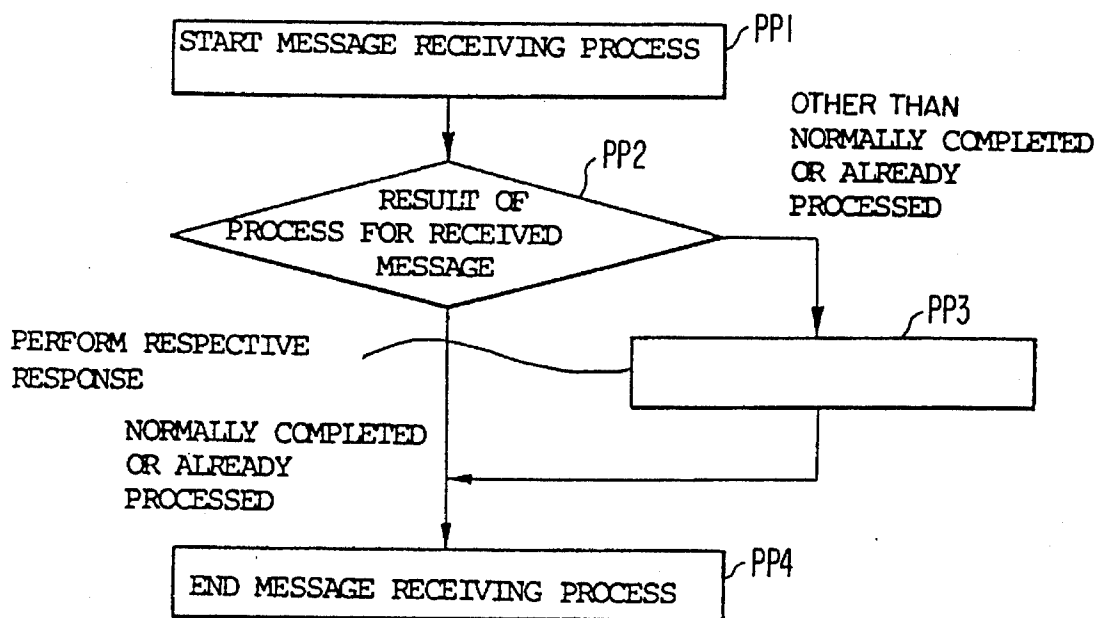 START MESSAGE RECEIVING PROCESS
PP1
OTHER THAN
NORMALLY COMPLETED
OR ALREADY
PROCESSED
PP2
RESULT OF
PROCESS FOR RECEIVED
MESSAGE
PP3
PERFORM RESPECTIVE
RESPONSE
NORMALLY COMPLETED
OR ALREADY
PROCESSED
PP4
END MESSAGE RECEIVING PROCESS